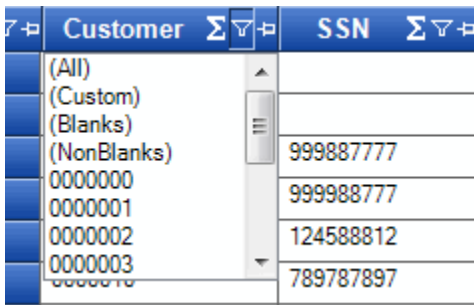 Customer Σ SSN Σ
(All)
(Custom)
(Blanks)
(NonBlanks) 999887777
0000000
0000001 999988777
0000002 124588812
0000003
789787897